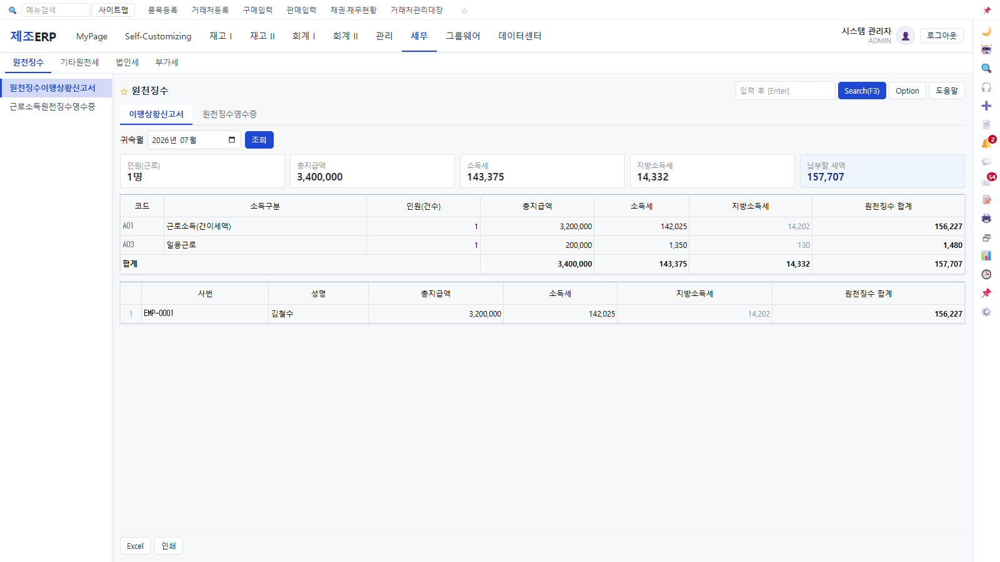 메뉴검색 사이트맵 품목등록 거래처등록 구매입력 판매입력 채권·채무현황 거래처관리대장
제조ERP MyPage Self-Customizing 재고 I 재고 II 회계 I 회계 II 관리 세무 그룹웨어 데이터센터 시스템 관리자 ADMIN 로그아웃
원천징수 기타원천세 법인세 부가세
원천징수이행상황신고서
근로소득원천징수영수증
원천징수 입력 후 [Enter] Search(F3) Option 도움말
이행상황신고서 원천징수영수증
귀속월 2026년 07월 조회
인원(근로) 총지급액 소득세 지방소득세 납부할 세액
1명 3,400,000 143,375 14,332 157,707
코드 소득구분 인원(건수) 총지급액 소득세 지방소득세 원천징수 합계
A01 근로소득(간이세액) 1 3,200,000 142,025 14,202 156,227
A03 일용근로 1 200,000 1,350 130 1,480
합계 3,400,000 143,375 14,332 157,707
사번 성명 총지급액 소득세 지방소득세 원천징수 합계
1 EMP-0001 김철수 3,200,000 142,025 14,202 156,227
Excel 인쇄
2
54